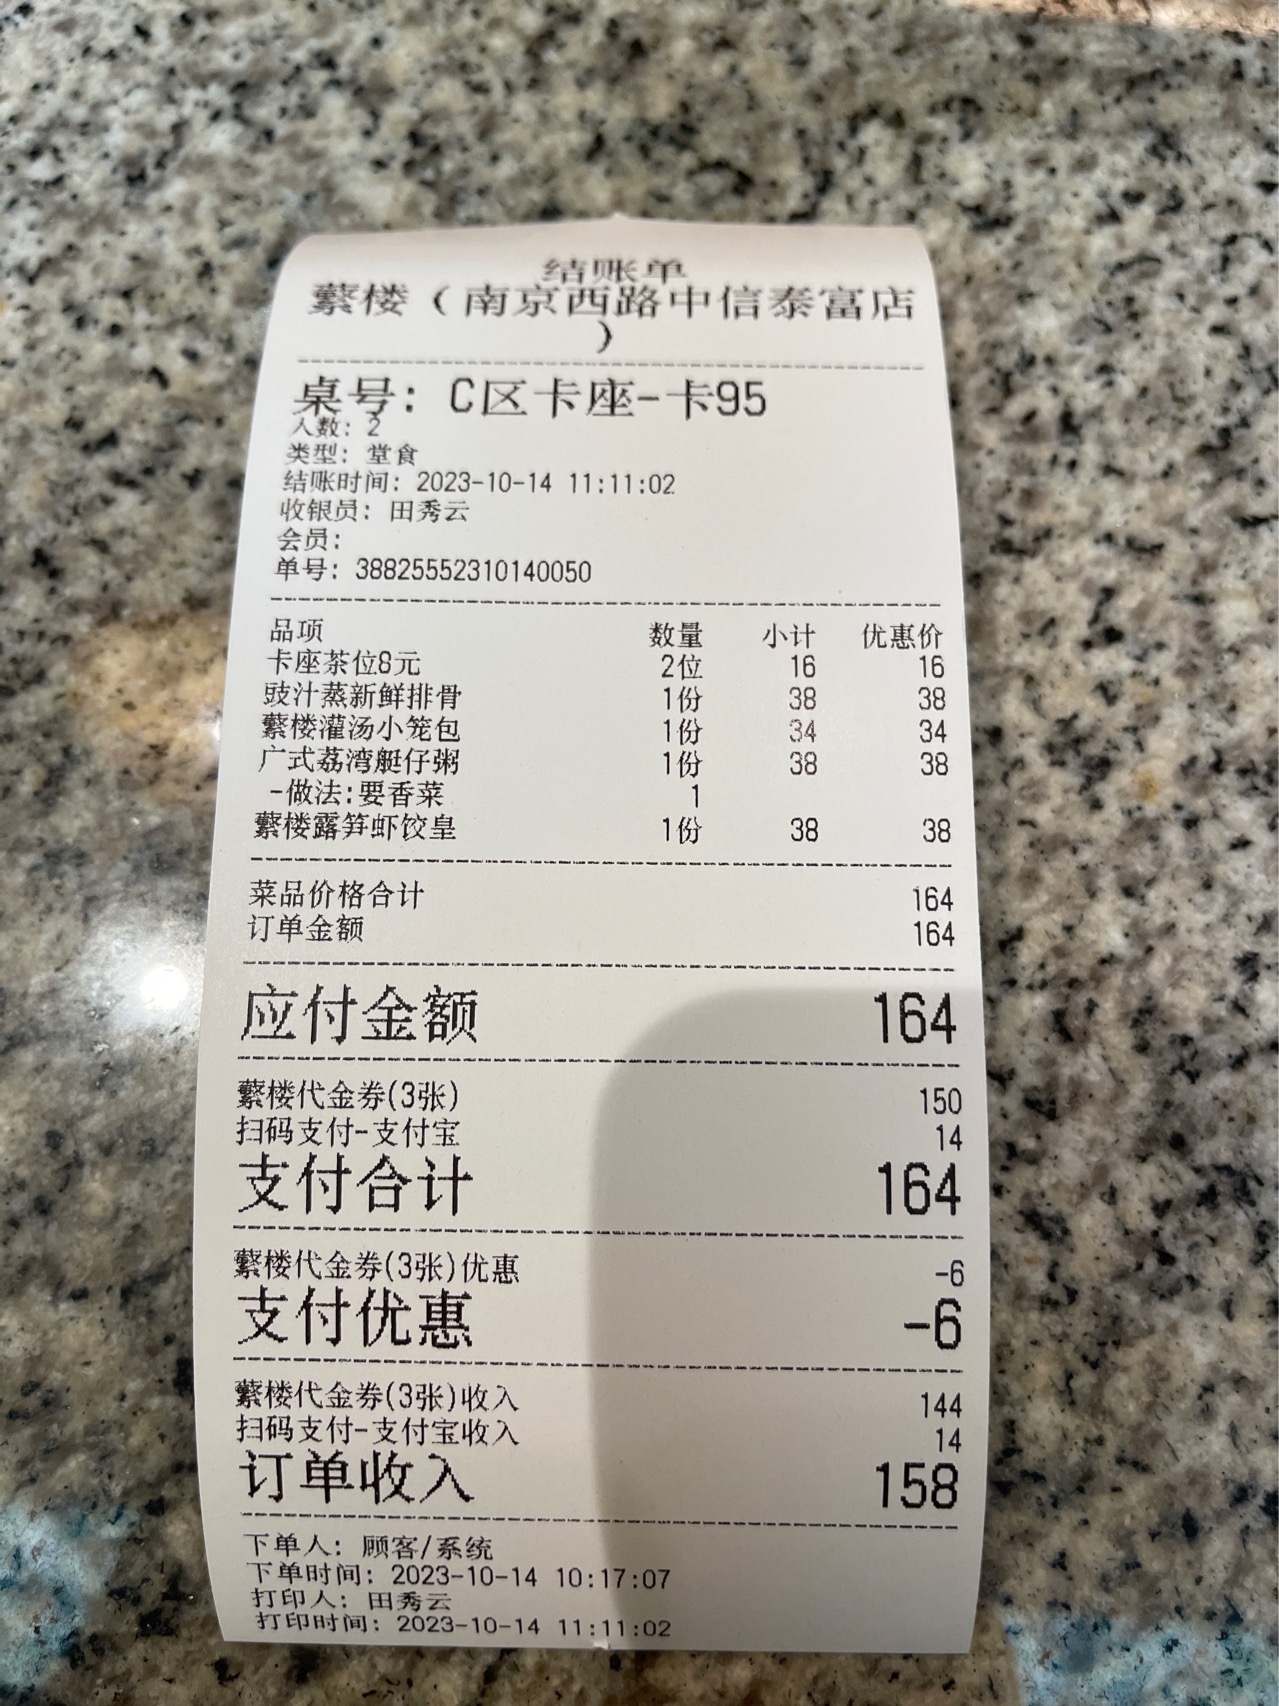 结账单
蘩楼（南京西路中信泰富店
）
桌号: C区卡座-卡95
人数: 2
类型: 堂食
结账时间: 2023-10-14 11:11:02
收银员: 田秀云
会员:
单号: 38825552310140050
品项 数量 小计 优惠价
卡座茶位8元 2位 16 16
豉汁蒸新鲜排骨 1份 38 38
蘩楼灌汤小笼包 1份 34 34
广式荔湾艇仔粥 1份 38 38
-做法:要香菜 1
蘩楼露笋虾饺皇 1份 38 38
菜品价格合计 164
订单金额 164
应付金额 164
蘩楼代金券(3张) 150
扫码支付-支付宝 14
支付合计 164
蘩楼代金券(3张)优惠 -6
支付优惠 -6
蘩楼代金券(3张)收入 144
扫码支付-支付宝收入 14
订单收入 158
下单人: 顾客/系统
下单时间: 2023-10-14 10:17:07
打印人: 田秀云
打印时间: 2023-10-14 11:11:02